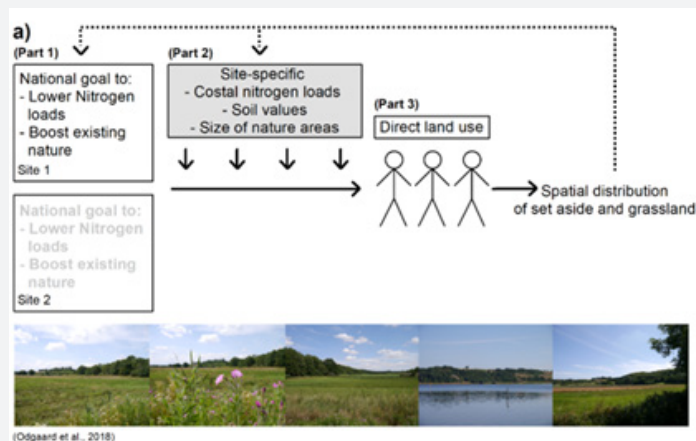 a)
(Part 1)
National goal to:
- Lower Nitrogen
loads
- Boost existing
nature
Site 1
(Part 2)
Site-specific
- Costal nitrogen loads
- Soil values
- Size of nature areas
(Part 3)
Direct land use
Spatial distribution
of set aside and grassland
National goal to:
- Lower Nitrogen
loads
- Boost existing
nature
Site 2
(Odgaard et al., 2018)